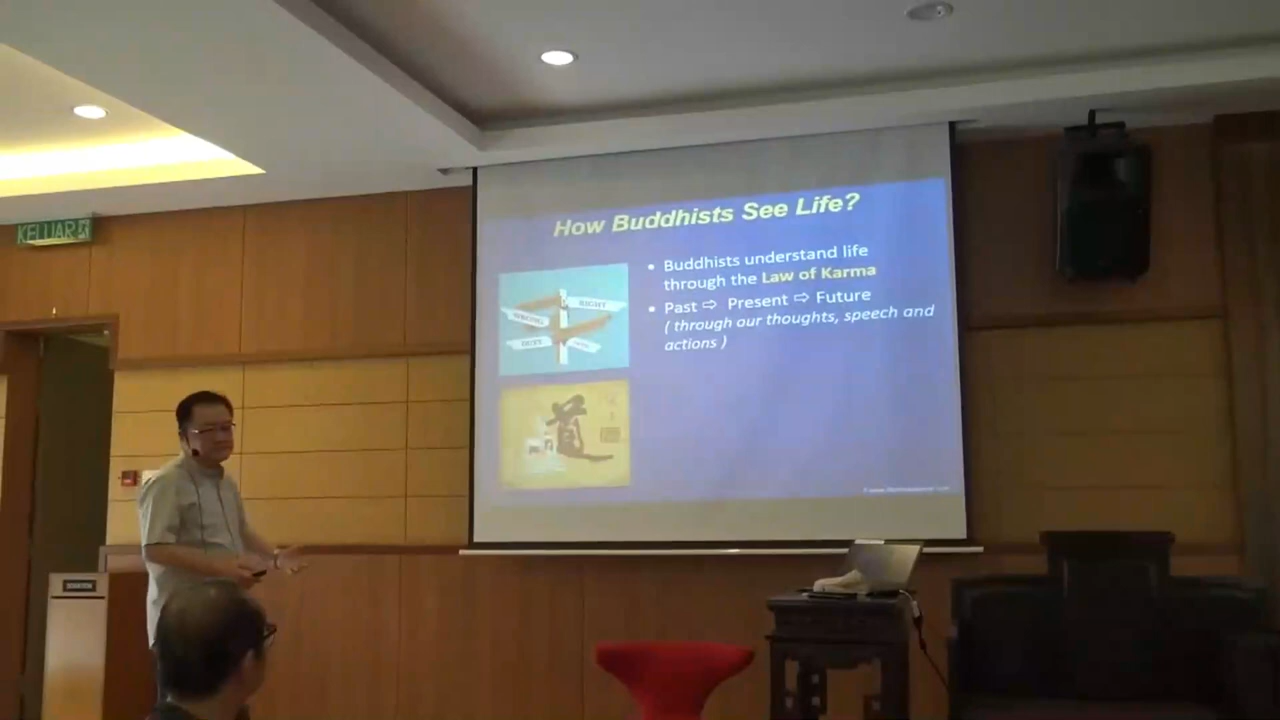 KELUAR
How Buddhists See Life?
• Buddhists understand life
through the Law of Karma
• Past ⇨ Present ⇨ Future
( through our thoughts, speech and
actions )
RIGHT
WRONG
道